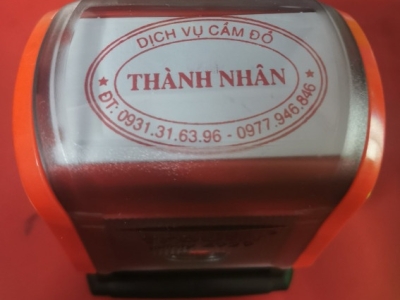 DỊCH VỤ CẦM ĐỒ
THÀNH NHÂN
ĐT: 0931.31.63.96 - 0977.946.846